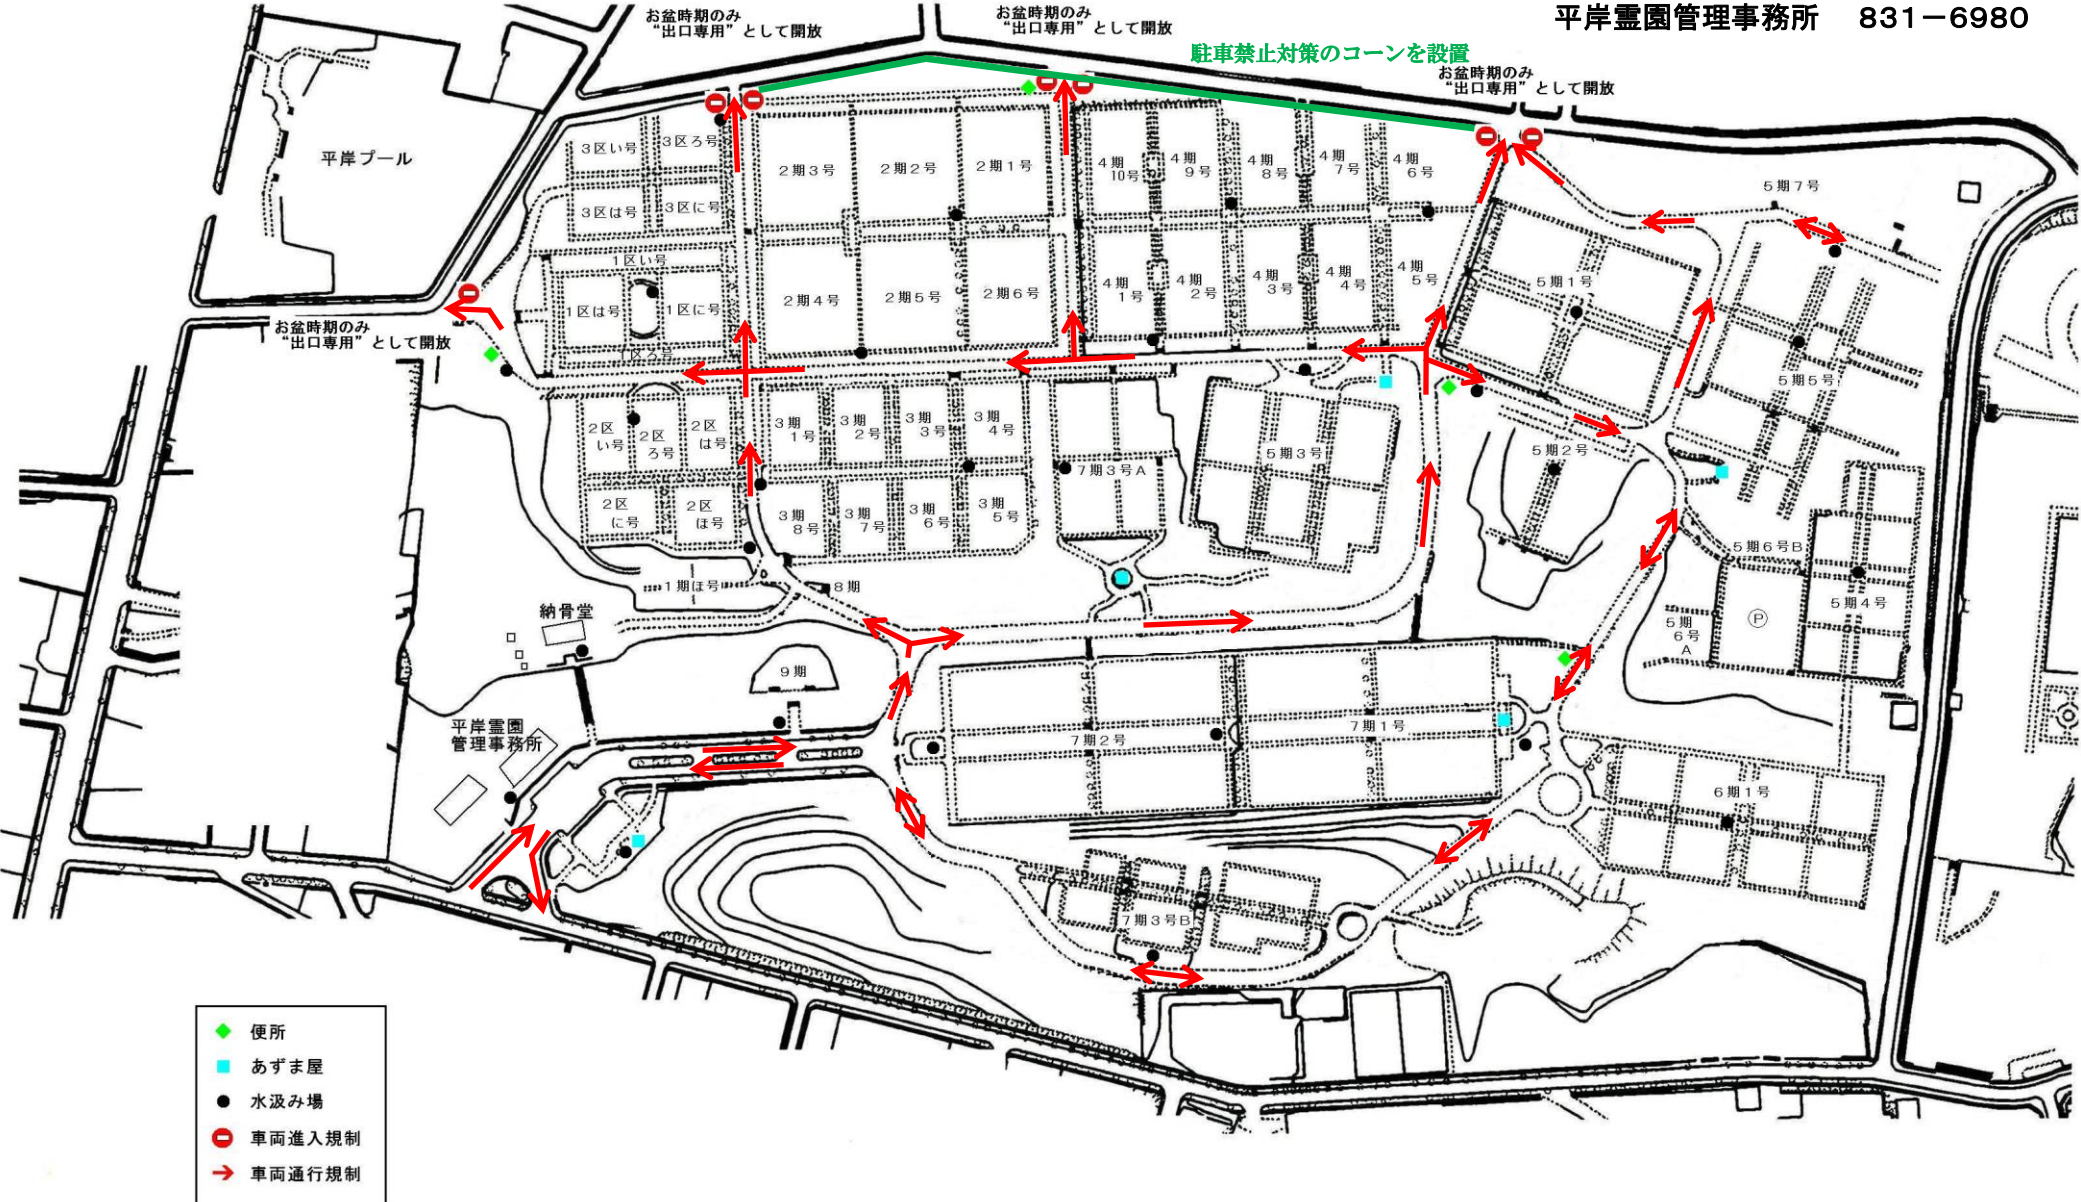 平岸霊園管理事務所 831-6980
お盆時期のみ
“出口専用”として開放
お盆時期のみ
“出口専用”として開放
駐車禁止対策のコーンを設置
お盆時期のみ
“出口専用”として開放
平岸プール
3区い号
3区ろ号
3区は号
3区に号
2期3号
2期2号
2期1号
4期
10号
4期
9号
4期
8号
4期
7号
4期
6号
5期7号
1区い号
1区は号
1区に号
1区ろ号
2期4号
2期5号
2期6号
4期
1号
4期
2号
4期
3号
4期
4号
4期
5号
5期1号
お盆時期のみ
“出口専用”として開放
5期5号
2区
い号
2区
ろ号
2区
は号
3期
1号
3期
2号
3期
3号
3期
4号
7期3号A
5期3号
5期2号
2区
に号
2区
ほ号
3期
8号
3期
7号
3期
6号
3期
5号
5期6号B
1期ほ号
8期
5期4号
納骨堂
5期
6号
A
P
9期
平岸霊園
管理事務所
7期2号
7期1号
6期1号
7期3号B
便所
あずま屋
水汲み場
車両進入規制
車両通行規制